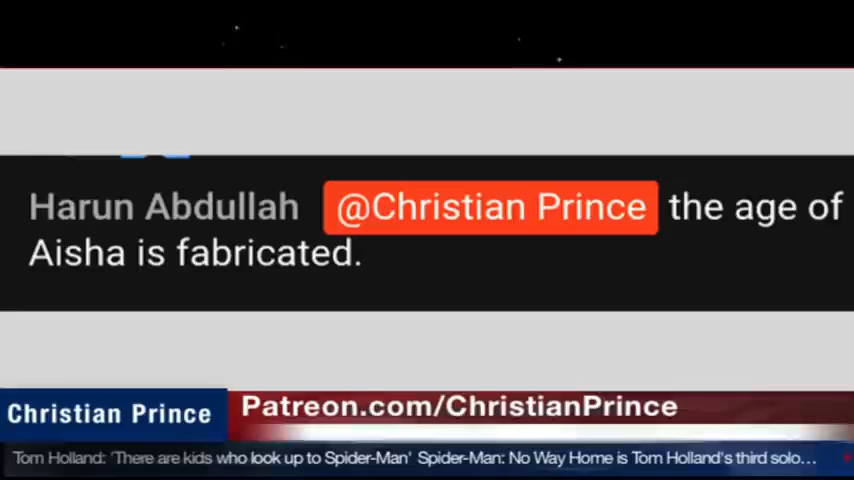 Harun Abdullah @Christian Prince the age of
Aisha is fabricated.
Christian Prince
Patreon.com/ChristianPrince
Tom Holland: 'There are kids who look up to Spider-Man' Spider-Man: No Way Home is Tom Holland's third solo...